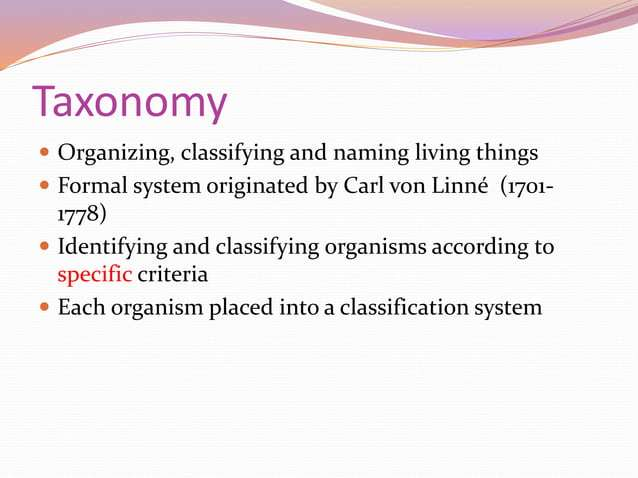 Taxonomy
• Organizing, classifying and naming living things
• Formal system originated by Carl von Linné  (1701-
1778)
• Identifying and classifying organisms according to
specific criteria
• Each organism placed into a classification system